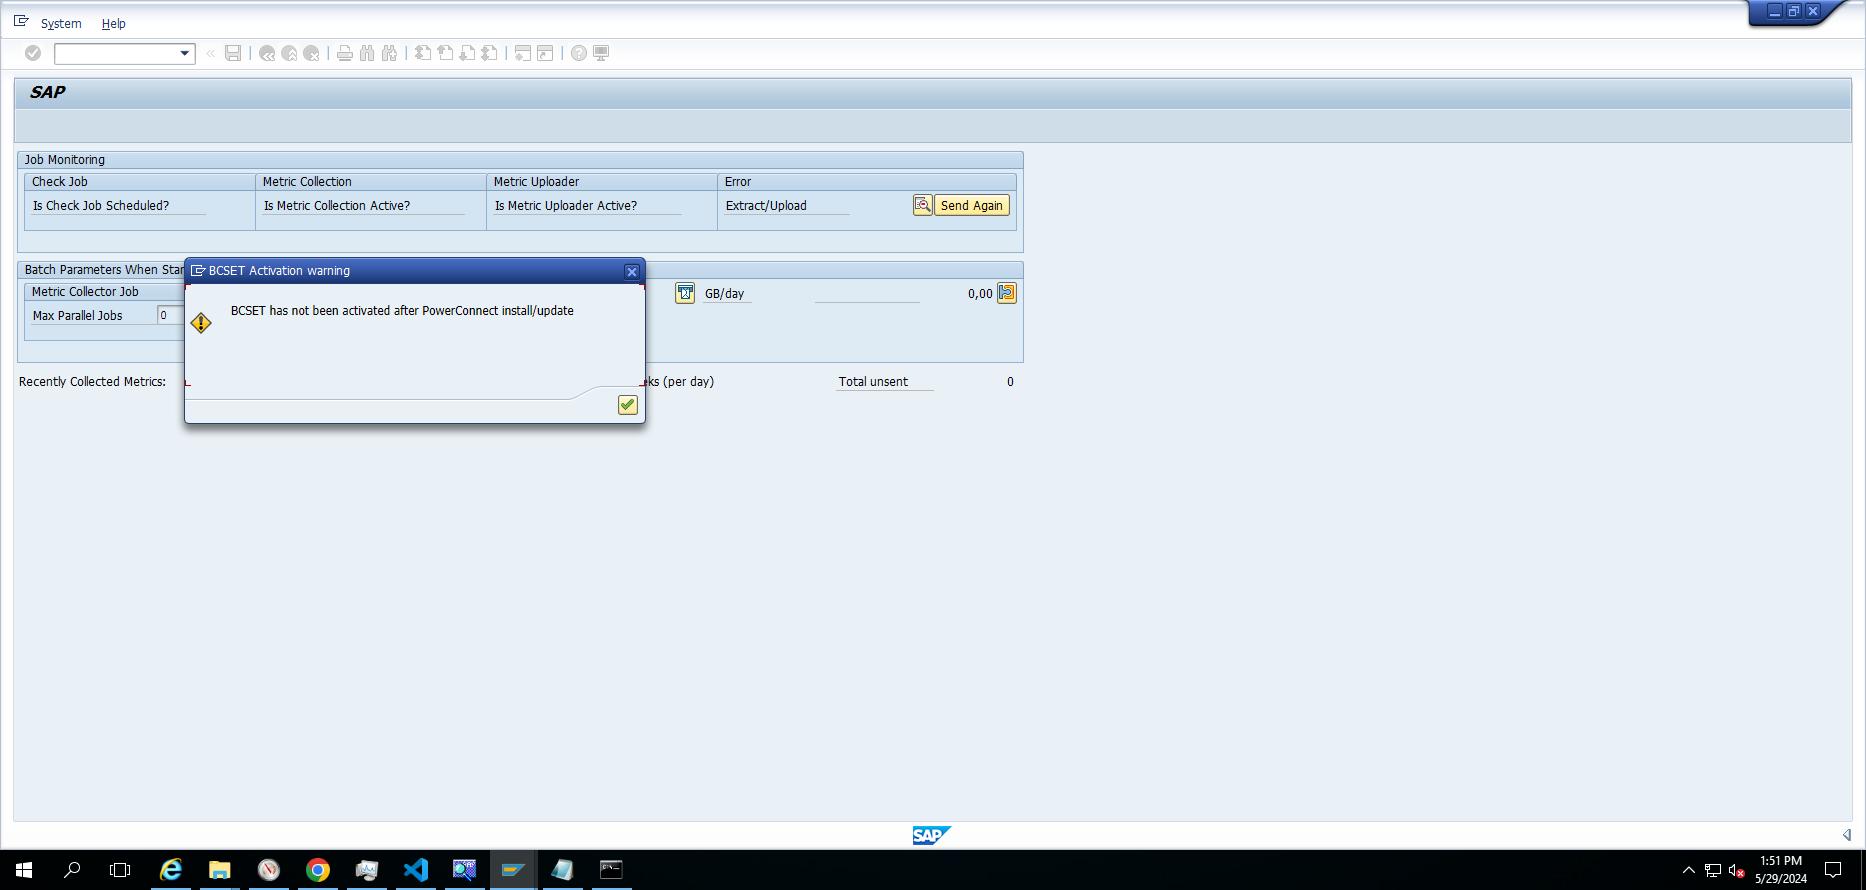 System Help
SAP
Job Monitoring
Check Job Metric Collection Metric Uploader Error
Is Check Job Scheduled? Is Metric Collection Active? Is Metric Uploader Active? Extract/Upload Send Again
Batch Parameters When Star
Metric Collector Job
Max Parallel Jobs 0
GB/day 0,00
BCSET Activation warning
BCSET has not been activated after PowerConnect install/update
Recently Collected Metrics: eks (per day) Total unsent 0
SAP
1:51 PM
5/29/2024